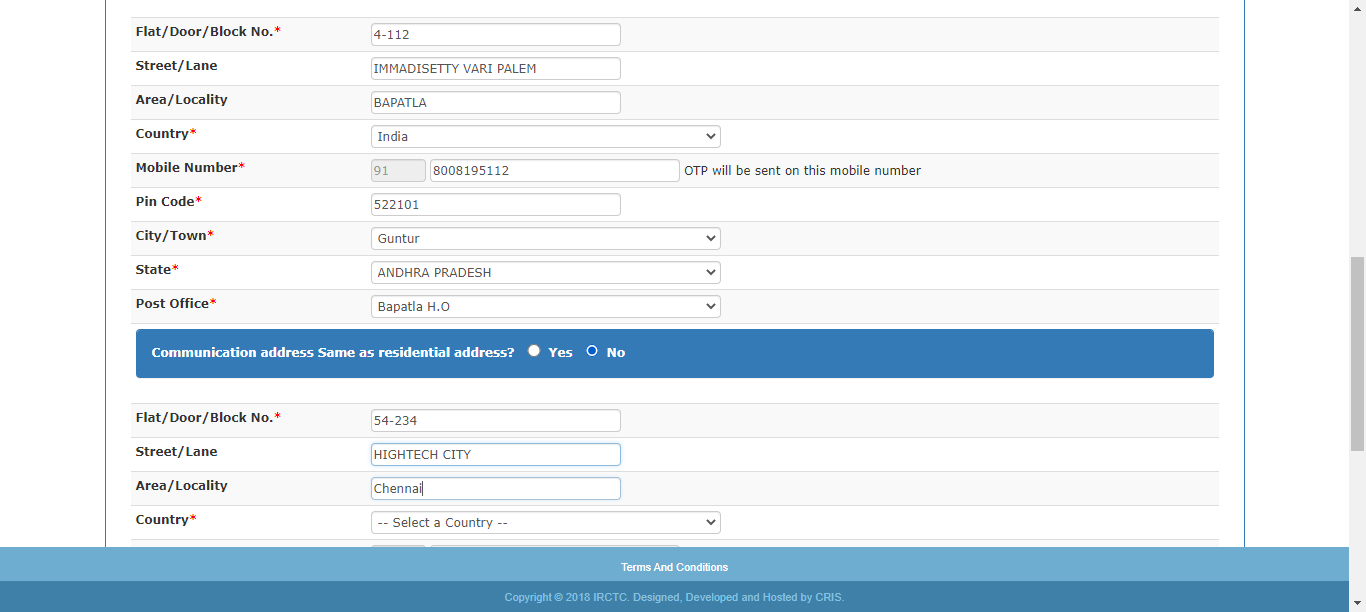 Flat/Door/Block No.* 4-112
Street/Lane IMMADISETTY VARI PALEM
Area/Locality BAPATLA
Country* India
Mobile Number* 91 8008195112 OTP will be sent on this mobile number
Pin Code* 522101
City/Town* Guntur
State* ANDHRA PRADESH
Post Office* Bapatla H.O
Communication address Same as residential address? Yes No
Flat/Door/Block No.* 54-234
Street/Lane HIGHTECH CITY
Area/Locality Chennai
Country* -- Select a Country --
Terms And Conditions
Copyright © 2018 IRCTC. Designed, Developed and Hosted by CRIS.